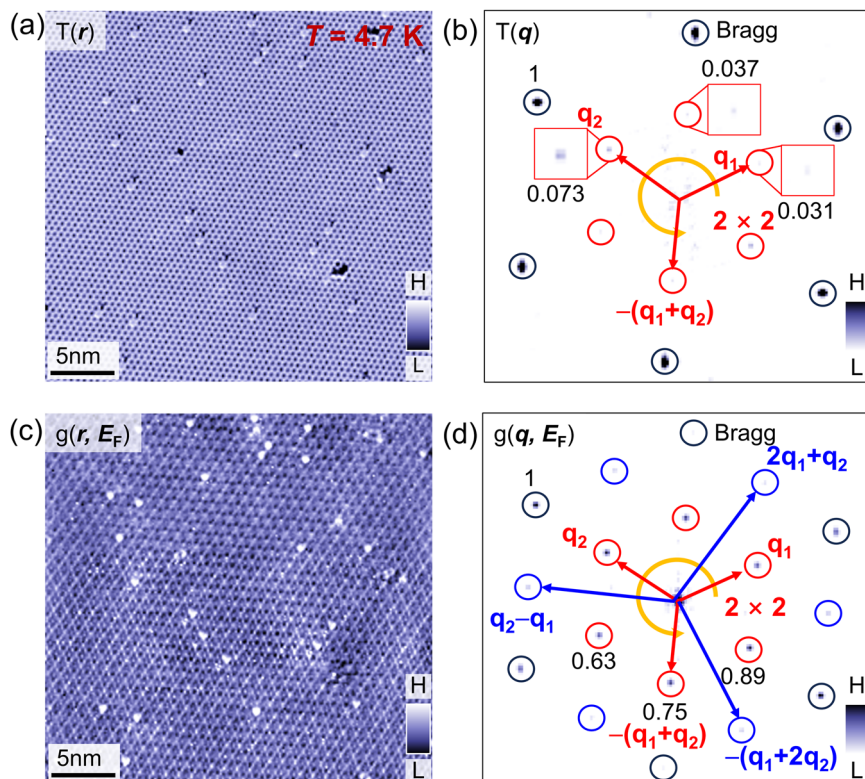 (a) T(r) T = 4.7 K
H
L
5nm
(b) T(q) Bragg
1
0.037
q₂
q₁
0.073
0.031
2 × 2
−(q₁+q₂)
H
L
(c) g(r, E_F)
H
L
5nm
(d) g(q, E_F) Bragg
2q₁+q₂
1
q₂
q₁
2 × 2
q₂−q₁
0.63
0.89
0.75
−(q₁+q₂)
−(q₁+2q₂)
H
L